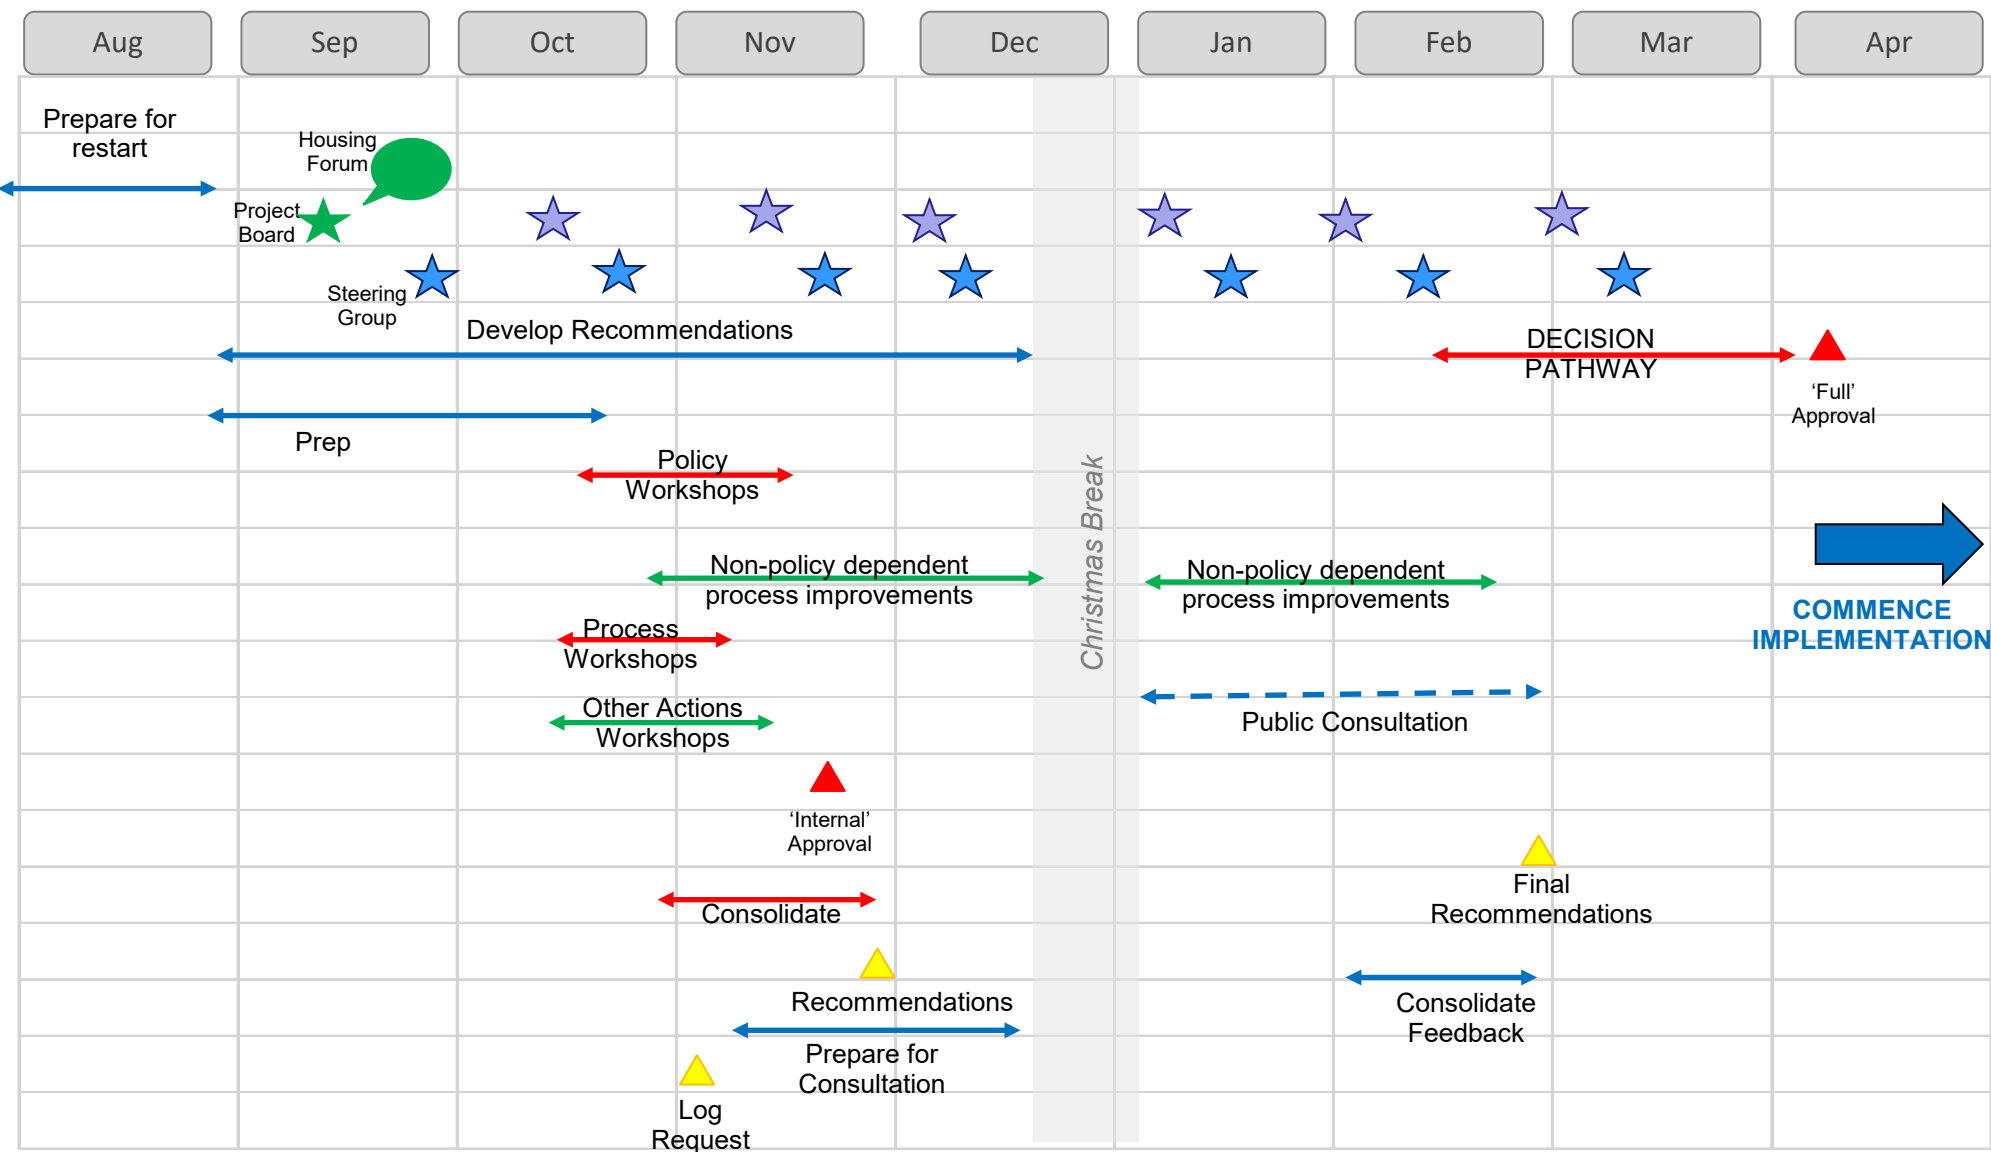 Aug
Sep
Oct
Nov
Dec
Jan
Feb
Mar
Apr
Prepare for
restart
Housing
Forum
Project
Board
Steering
Group
Develop Recommendations
DECISION
PATHWAY
‘Full’
Approval
Prep
Policy
Workshops
Christmas Break
Non-policy dependent
process improvements
Non-policy dependent
process improvements
COMMENCE
IMPLEMENTATION
Process
Workshops
Other Actions
Workshops
Public Consultation
‘Internal’
Approval
Final
Recommendations
Consolidate
Recommendations
Consolidate
Feedback
Prepare for
Consultation
Log
Request